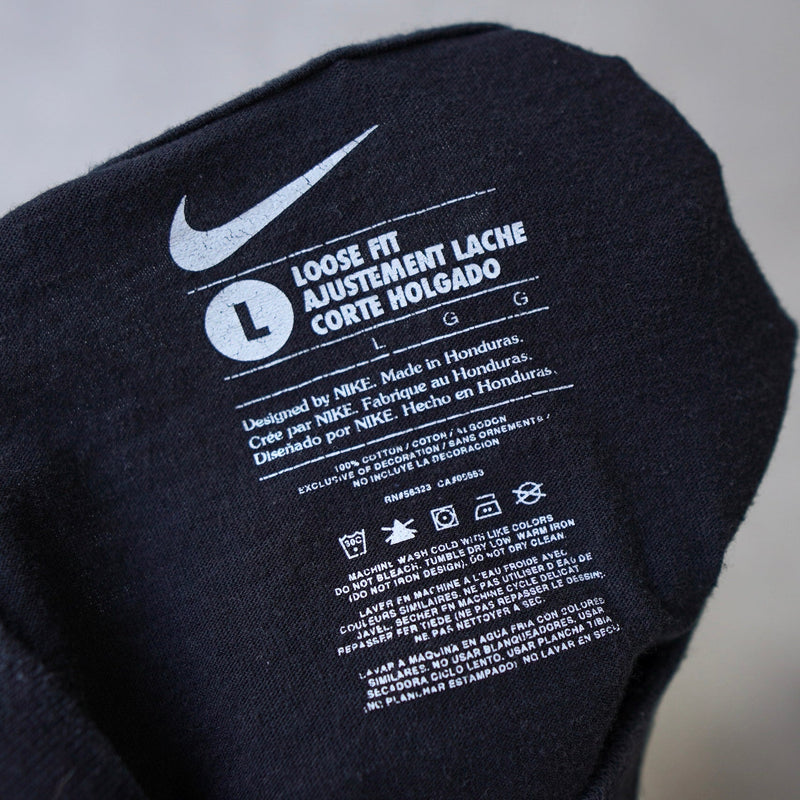 LOOSE FIT
AJUSTEMENT LACHE
CORTE HOLGADO
L
L G G
Designed by NIKE. Made in Honduras.
Crée par NIKE. Fabrique au Honduras.
Diseñado por NIKE. Hecho en Honduras.
100% COTTON / COTON / ALGODON
EXCLUSIVE OF DECORATION / SANS ORNEMENTS /
NO INCLUYE LA DECORACION
RN#56323 CA#05553
30C
MACHINE WASH COLD WITH LIKE COLORS
DO NOT BLEACH. TUMBLE DRY LOW. WARM IRON
(DO NOT IRON DESIGN). DO NOT DRY CLEAN.
LAVER EN MACHINE A L'EAU FROIDE AVEC
COULEURS SIMILAIRES. NE PAS UTILISER D'EAU DE
JAVEL. SECHER EN MACHINE CYCLE DELICAT
REPASSER FER TIEDE (NE PAS REPASSER LE DESSIN).
NE PAS NETTOYER A SEC.
LAVAR A MAQUINA EN AGUA FRIA CON COLORES
SIMILARES. NO USAR BLANQUEADORES. USAR
SECADORA CICLO LENTO. USAR PLANCHA TIBIA
(NO PLANCHAR ESTAMPADO) NO LAVAR EN SECO